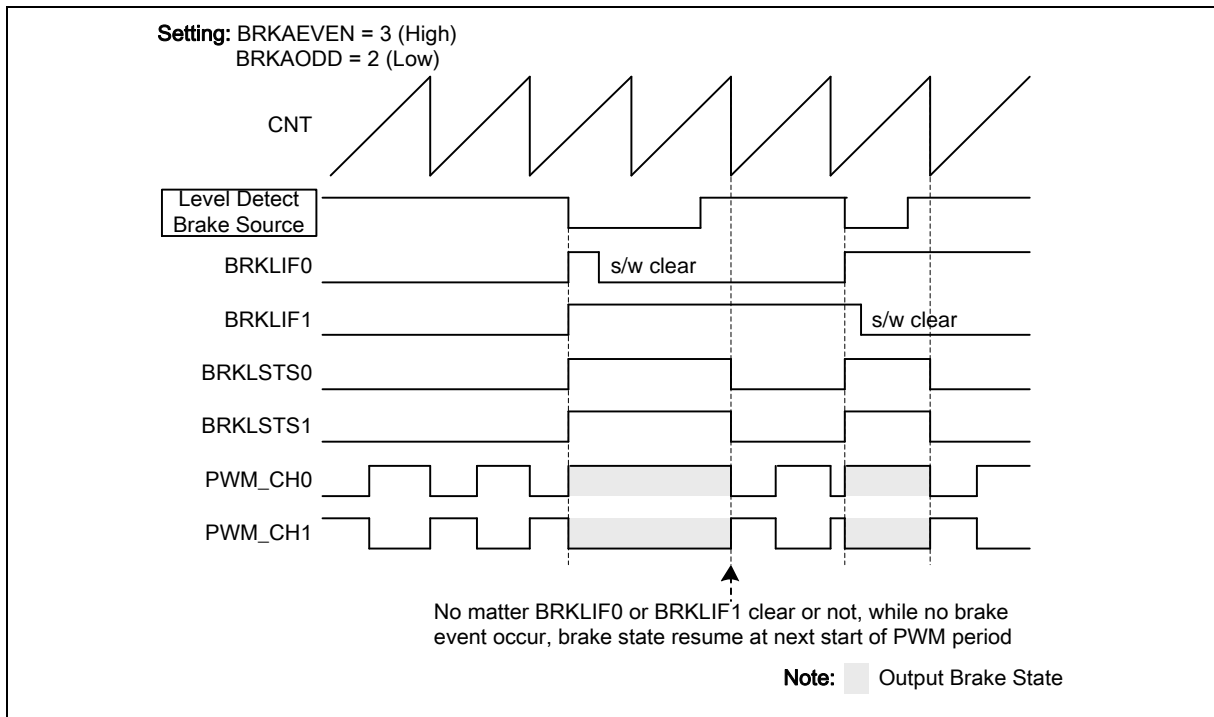 Setting: BRKAEVEN = 3 (High)
BRKAODD = 2 (Low)
CNT
Level Detect
Brake Source
BRKLIF0
s/w clear
BRKLIF1
s/w clear
BRKLSTS0
BRKLSTS1
PWM_CH0
PWM_CH1
No matter BRKLIF0 or BRKLIF1 clear or not, while no brake
event occur, brake state resume at next start of PWM period
Note: Output Brake State